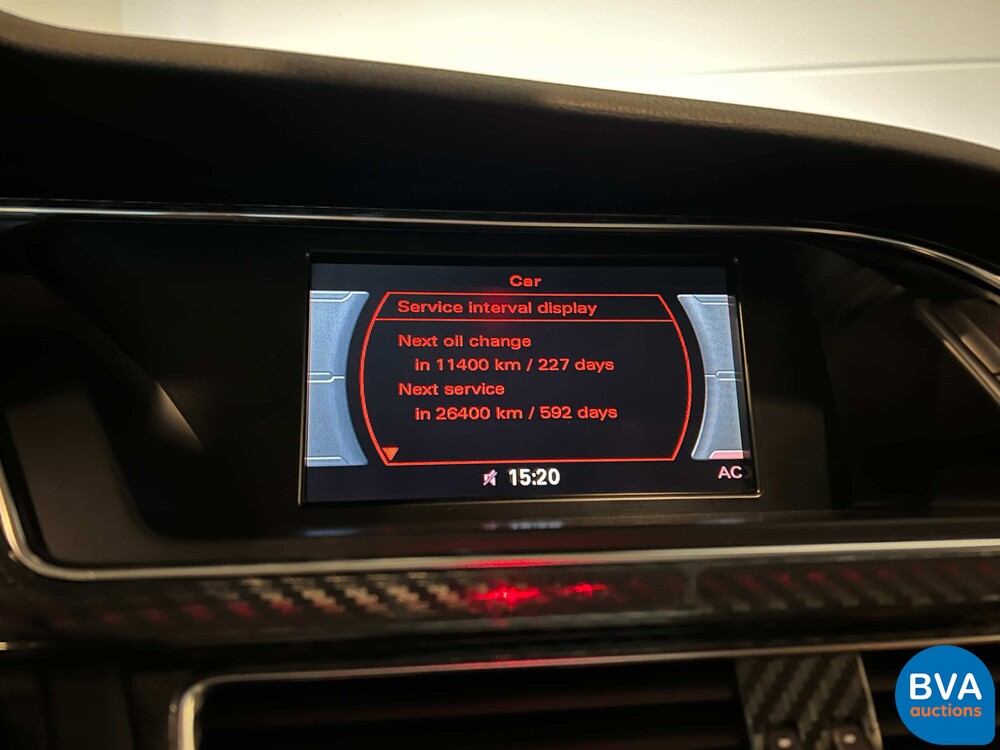 Car
Service interval display
Next oil change
in 11400 km / 227 days
Next service
in 26400 km / 592 days
15:20
AC
BVA
auctions